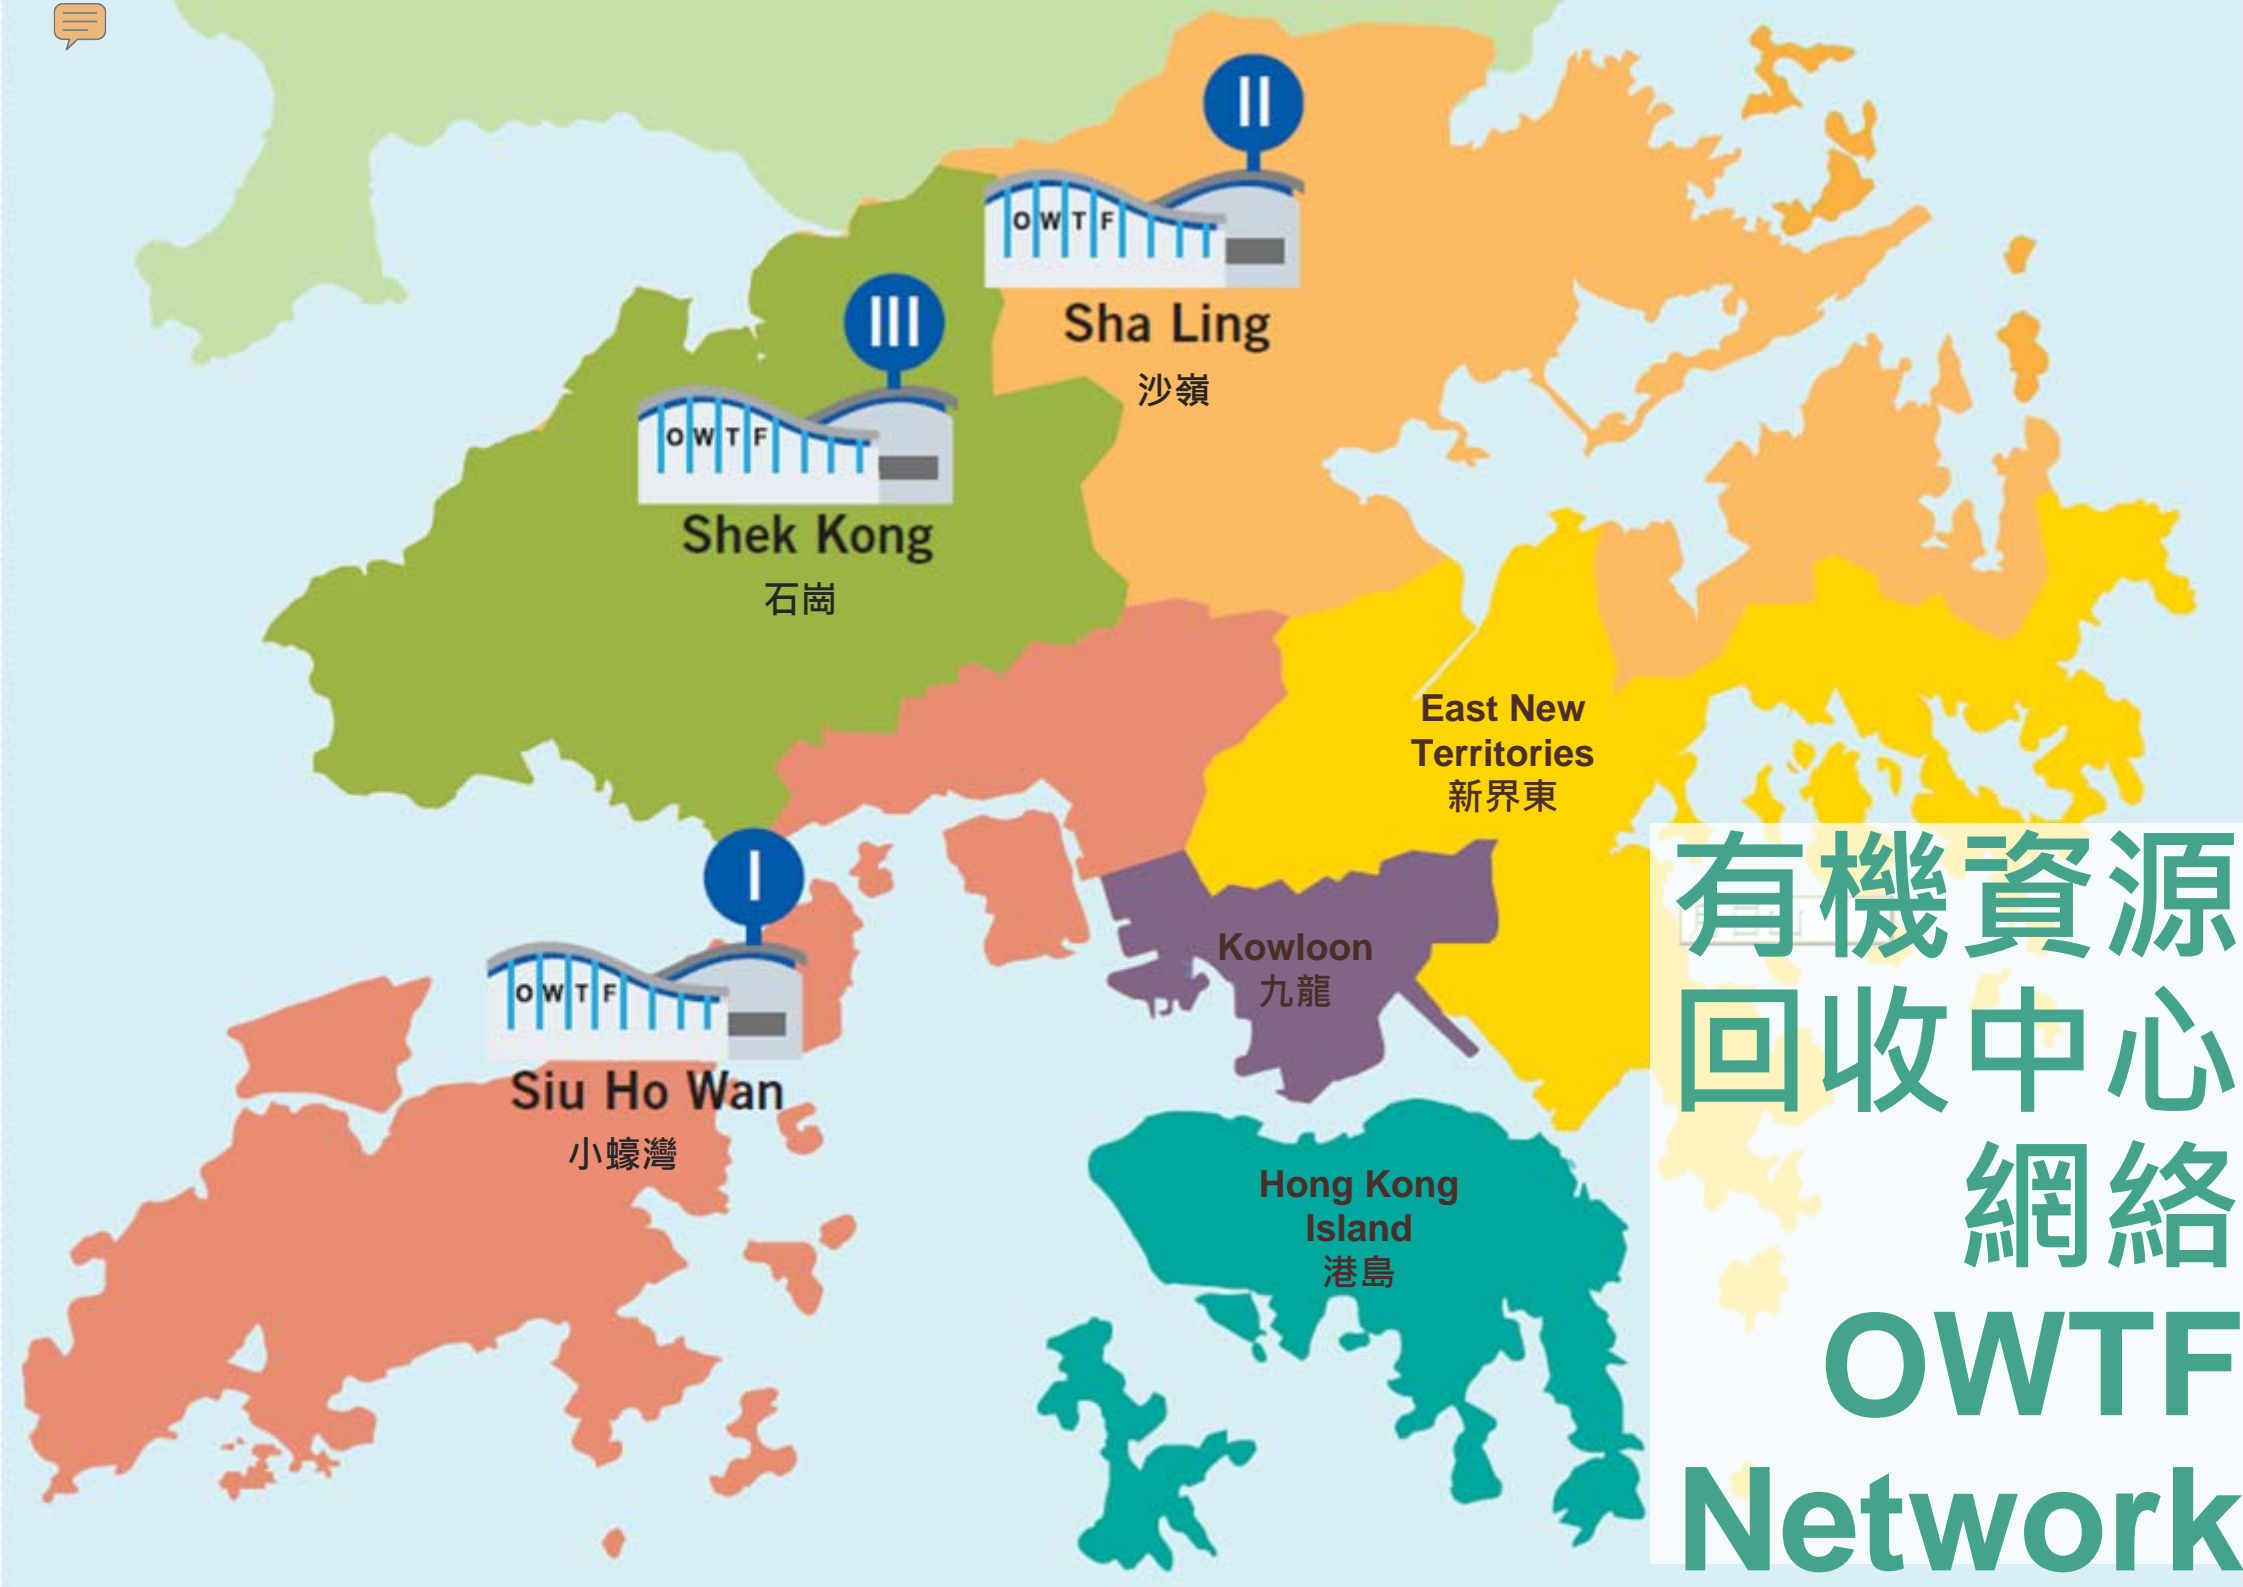 II
O W T F
Sha Ling
沙嶺
III
O W T F
Shek Kong
石崗
East New
Territories
新界東
I
O W T F
Siu Ho Wan
小蠔灣
Kowloon
九龍
Hong Kong
Island
港島
有機資源
回收中心
網絡
OWTF
Network